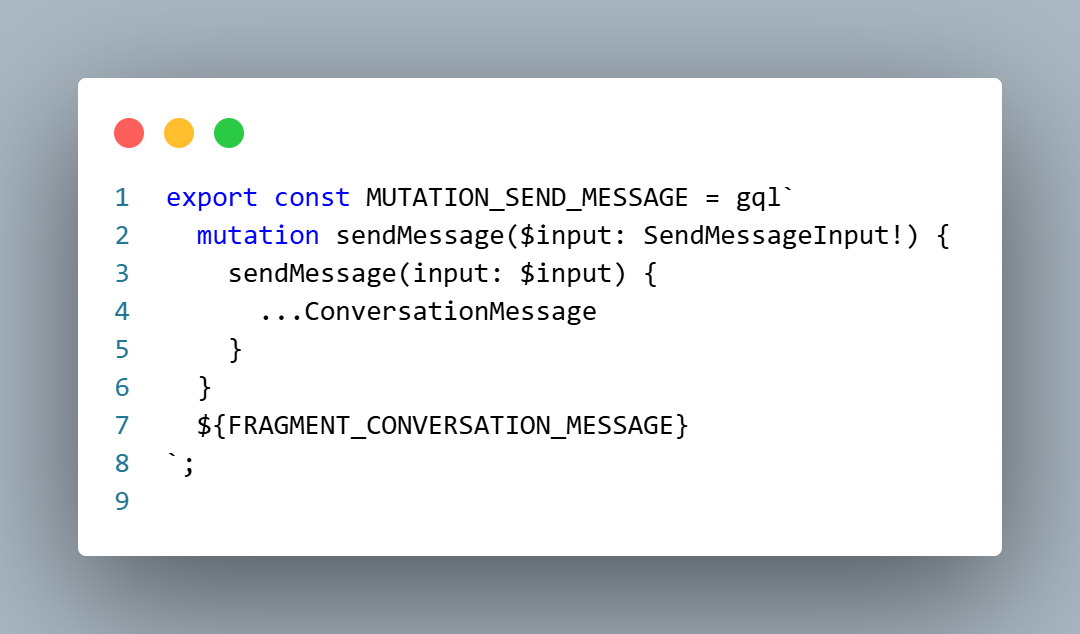 1 export const MUTATION_SEND_MESSAGE = gql`
2   mutation sendMessage($input: SendMessageInput!) {
3     sendMessage(input: $input) {
4       ...ConversationMessage
5     }
6   }
7   ${FRAGMENT_CONVERSATION_MESSAGE}
8 `;
9